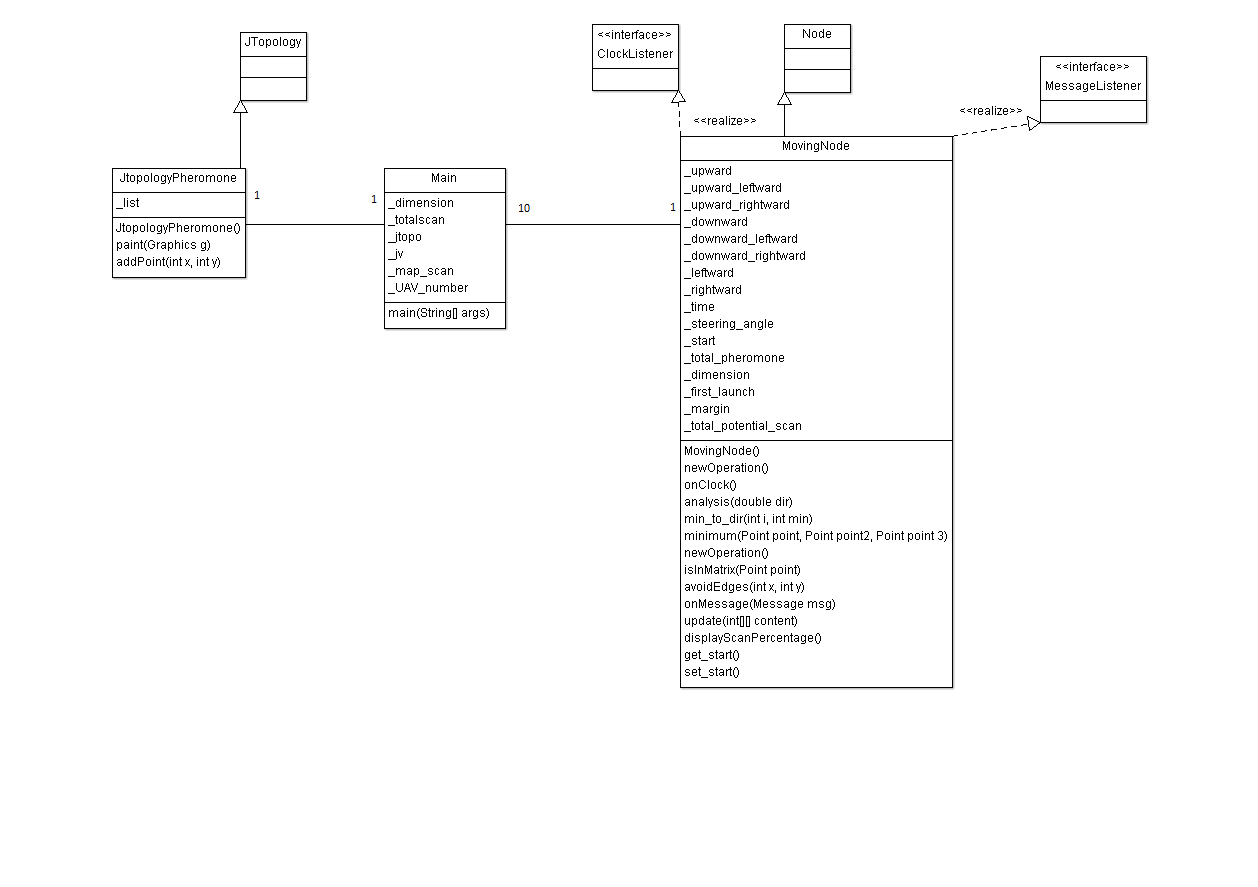 JTopology
<<interface>>
ClockListener
Node
<<interface>>
MessageListener
<<realize>>
<<realize>>
JtopologyPheromone
_list
JtopologyPheromone()
paint(Graphics g)
addPoint(int x, int y)
1
1
Main
_dimension
_totalscan
_jtopo
_jv
_map_scan
_UAV_number
main(String[] args)
10
1
MovingNode
_upward
_upward_leftward
_upward_rightward
_downward
_downward_leftward
_downward_rightward
_leftward
_rightward
_time
_steering_angle
_start
_total_pheromone
_dimension
_first_launch
_margin
_total_potential_scan
MovingNode()
newOperation()
onClock()
analysis(double dir)
min_to_dir(int i, int min)
minimum(Point point, Point point2, Point point 3)
newOperation()
isInMatrix(Point point)
avoidEdges(int x, int y)
onMessage(Message msg)
update(int[][] content)
displayScanPercentage()
get_start()
set_start()